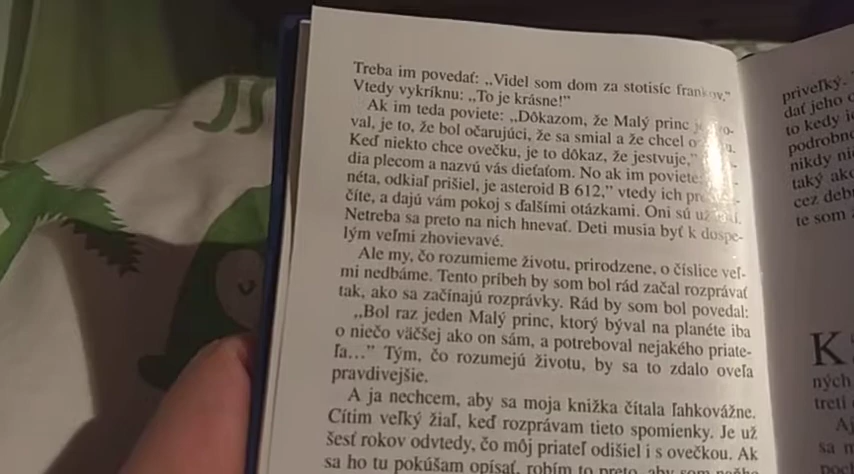 Treba im povedať: „Videl som dom za stotisíc frankov."
Vtedy vykríknu: „To je krásne!"
Ak im teda poviete: „Dôkazom, že Malý princ
val, je to, že bol očarujúci, že sa smial a že chcel
Keď niekto chce ovečku, je to dôkaz, že jestvuje,"
dia plecom a nazvú vás dieťaťom. No ak im poviete:
néta, odkiaľ prišiel, je asteroid B 612," vtedy ich
číte, a dajú vám pokoj s ďalšími otázkami. Oni sú už
Netreba sa preto na nich hnevať. Deti musia byť k dospe-
lým veľmi zhovievavé.
Ale my, čo rozumieme životu, prirodzene, o číslice veľ-
mi nedbáme. Tento príbeh by som bol rád začal rozprávať
tak, ako sa začínajú rozprávky. Rád by som bol povedal:
„Bol raz jeden Malý princ, ktorý býval na planéte iba
o niečo väčšej ako on sám, a potreboval nejakého priate-
ľa..." Tým, čo rozumejú životu, by sa to zdalo oveľa
pravdivejšie.
A ja nechcem, aby sa moja knižka čítala ľahkovážne.
Cítim veľký žiaľ, keď rozprávam tieto spomienky. Je už
šesť rokov odvtedy, čo môj priateľ odišiel i s ovečkou. Ak
sa ho tu pokúšam opísať, robím to preto, aby som naňho
priveľký.
dať jeho
to kedy
podrobno
nikdy
taký ako
cez
te som
K
ných
tretí
sa